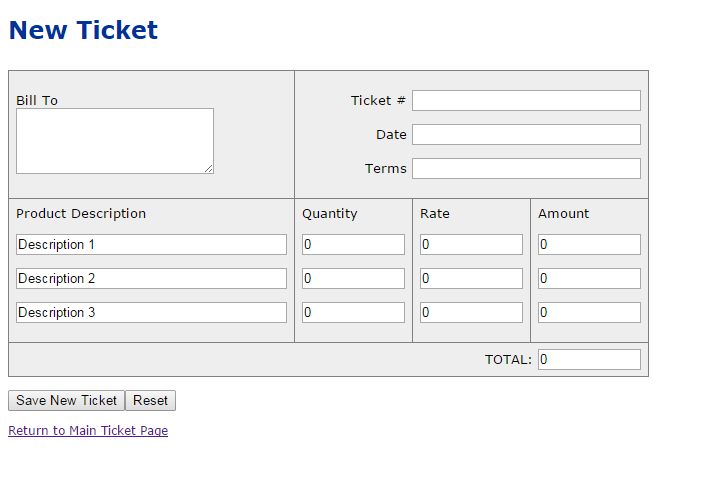 New Ticket
Bill To
Ticket #
Date
Terms
Product Description Quantity Rate Amount
Description 1 0 0 0
Description 2 0 0 0
Description 3 0 0 0
TOTAL: 0
Save New Ticket Reset
Return to Main Ticket Page